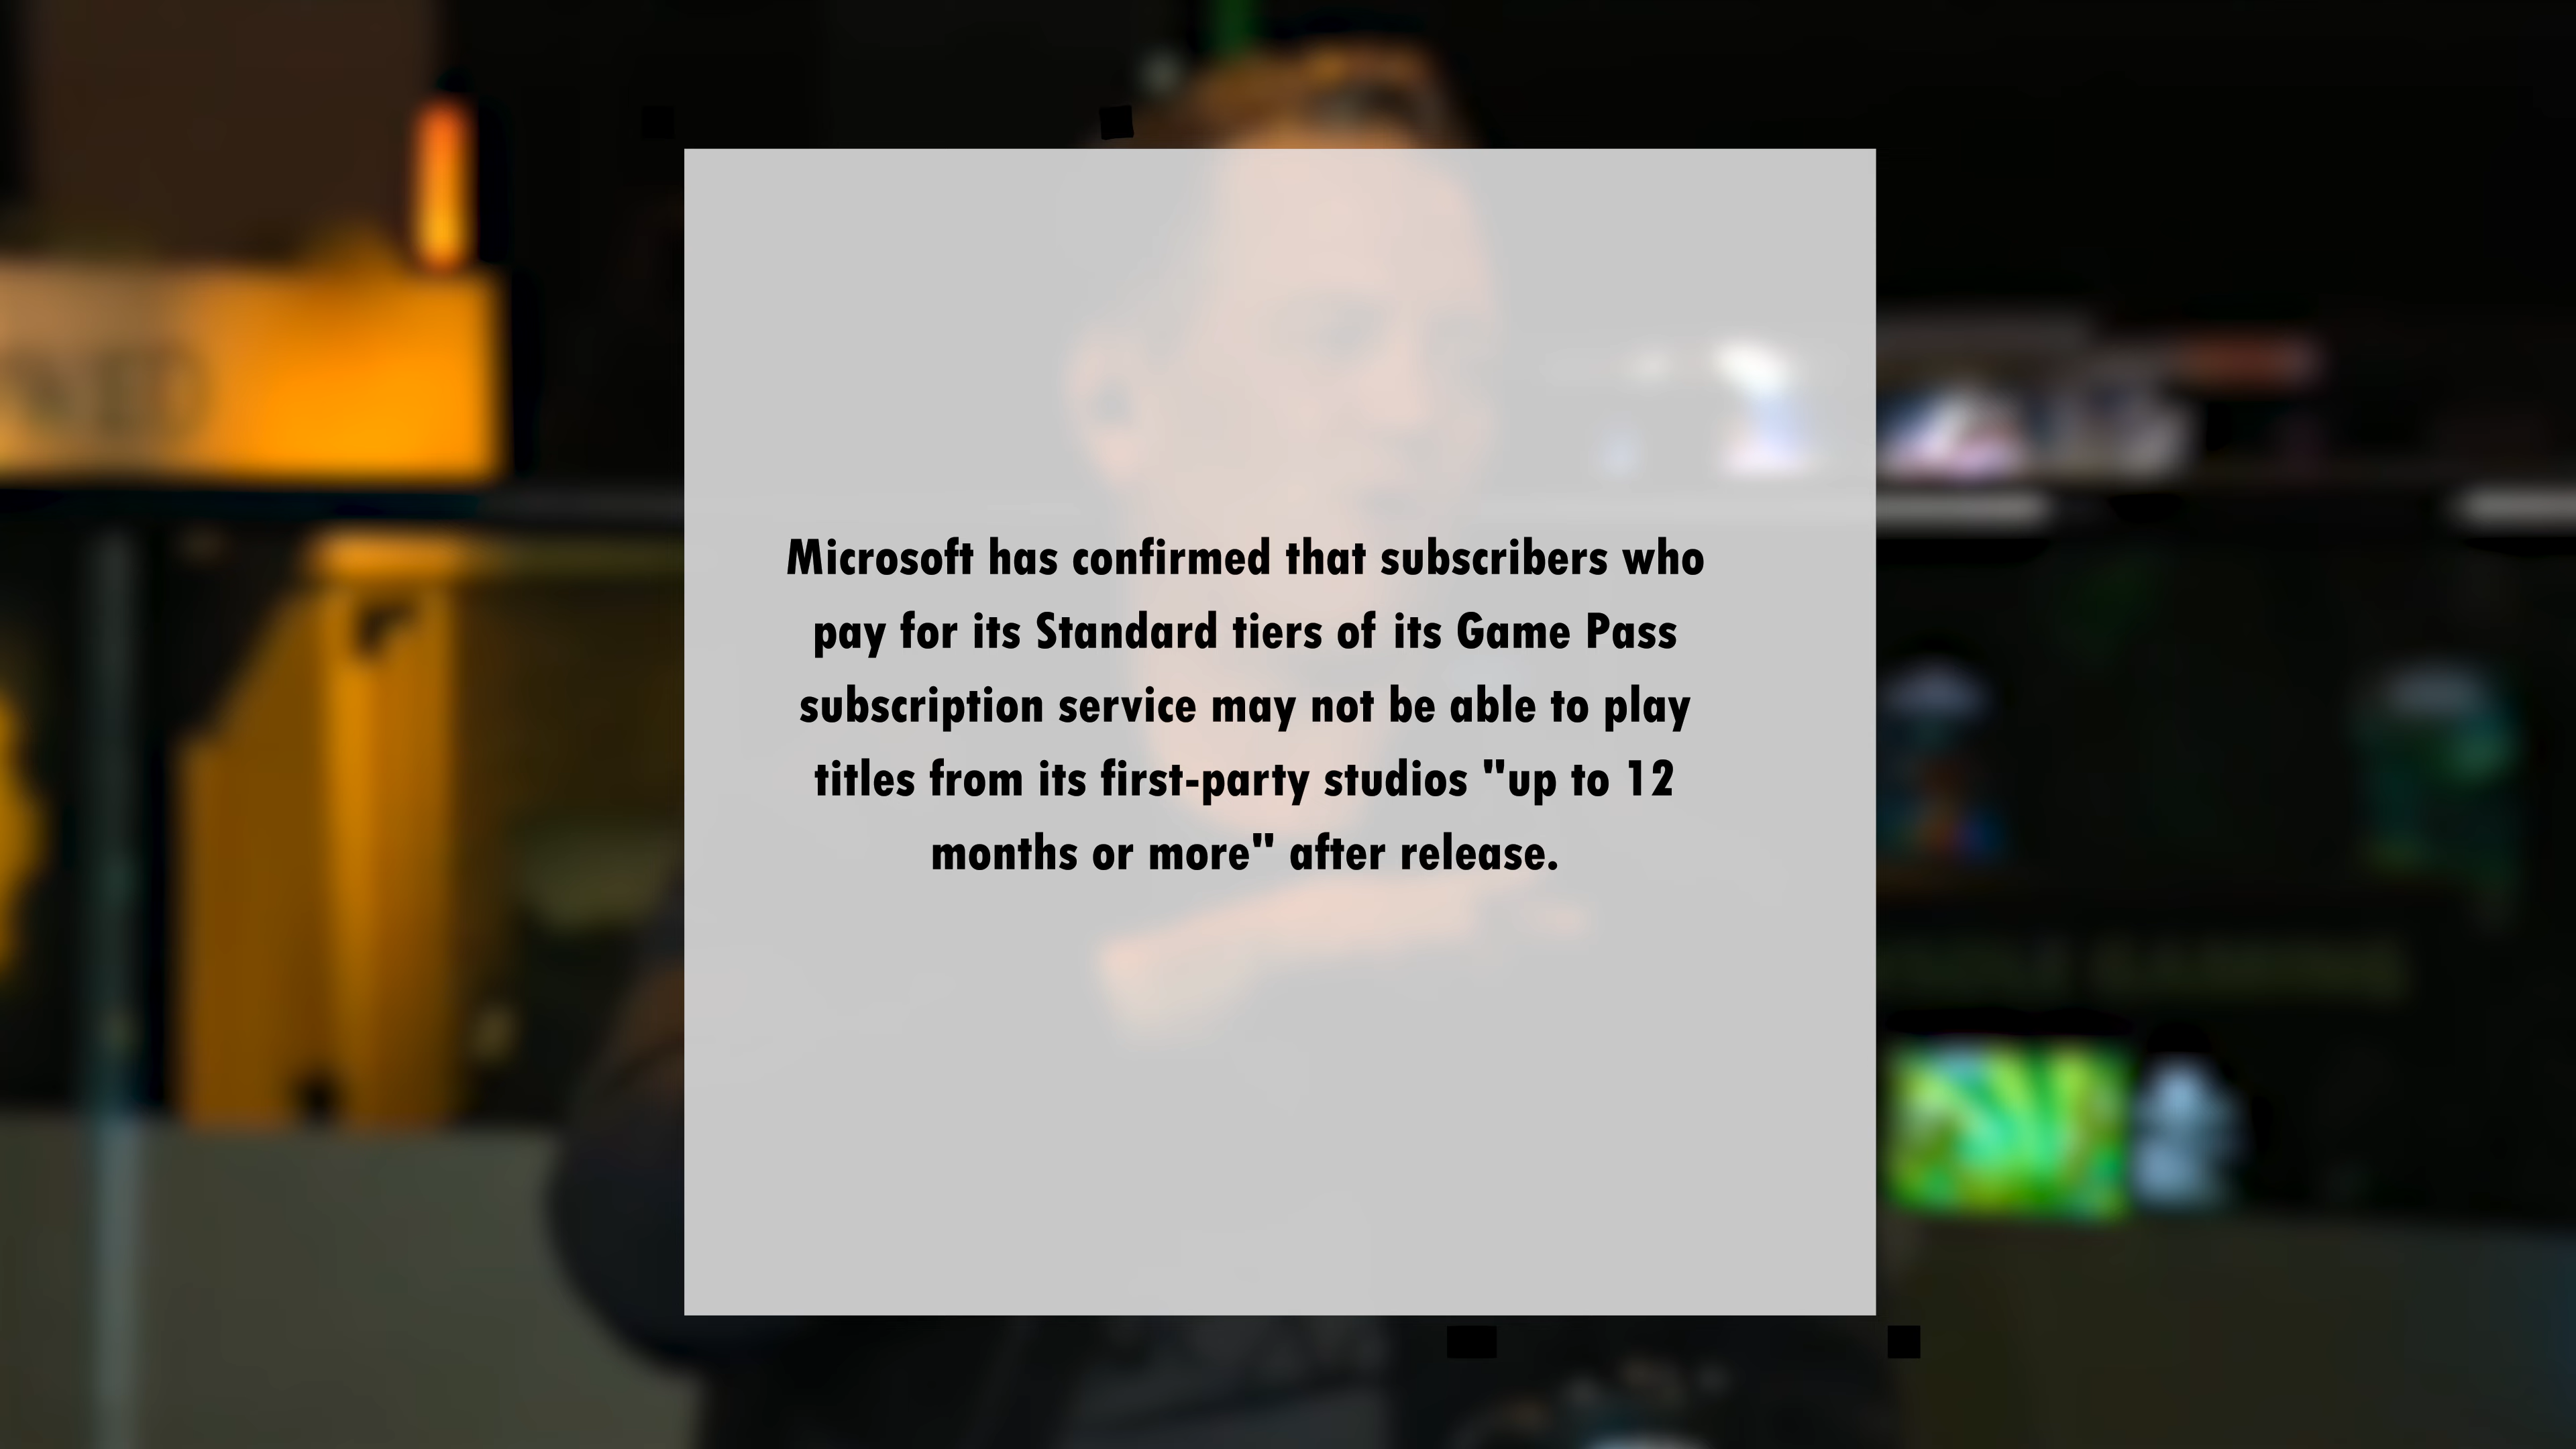 Microsoft has confirmed that subscribers who
pay for its Standard tiers of its Game Pass
subscription service may not be able to play
titles from its first-party studios "up to 12
months or more" after release.